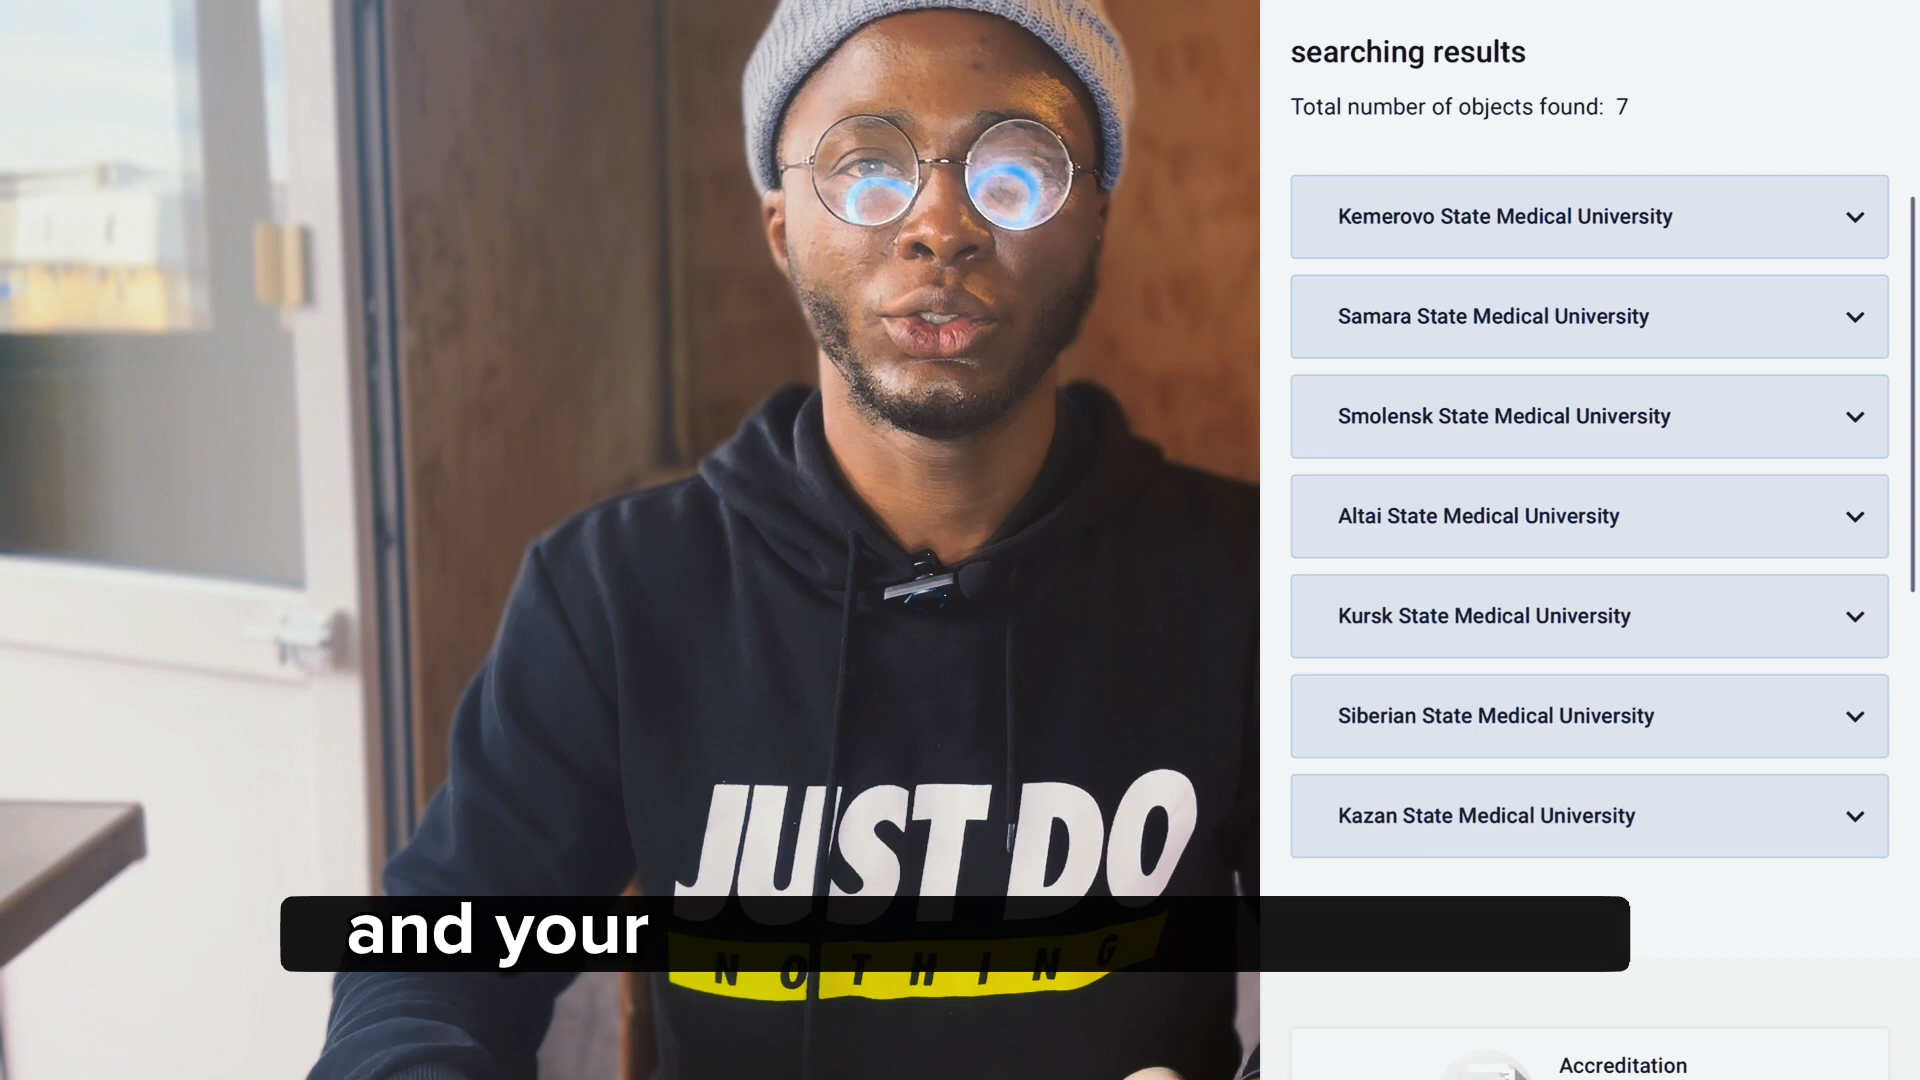 searching results
Total number of objects found: 7
Kemerovo State Medical University
Samara State Medical University
Smolensk State Medical University
Altai State Medical University
Kursk State Medical University
Siberian State Medical University
Kazan State Medical University
JUST DO
NOTHING
and your
Accreditation